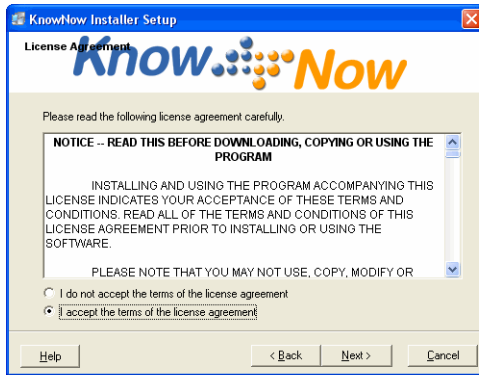 KnowNow Installer Setup
License Agreement
Know Now
Please read the following license agreement carefully.
NOTICE -- READ THIS BEFORE DOWNLOADING, COPYING OR USING THE
PROGRAM
INSTALLING AND USING THE PROGRAM ACCOMPANYING THIS
LICENSE INDICATES YOUR ACCEPTANCE OF THESE TERMS AND
CONDITIONS. READ ALL OF THE TERMS AND CONDITIONS OF THIS
LICENSE AGREEMENT PRIOR TO INSTALLING OR USING THE
SOFTWARE.
PLEASE NOTE THAT YOU MAY NOT USE, COPY, MODIFY OR
I do not accept the terms of the license agreement
I accept the terms of the license agreement
Help
< Back
Next >
Cancel